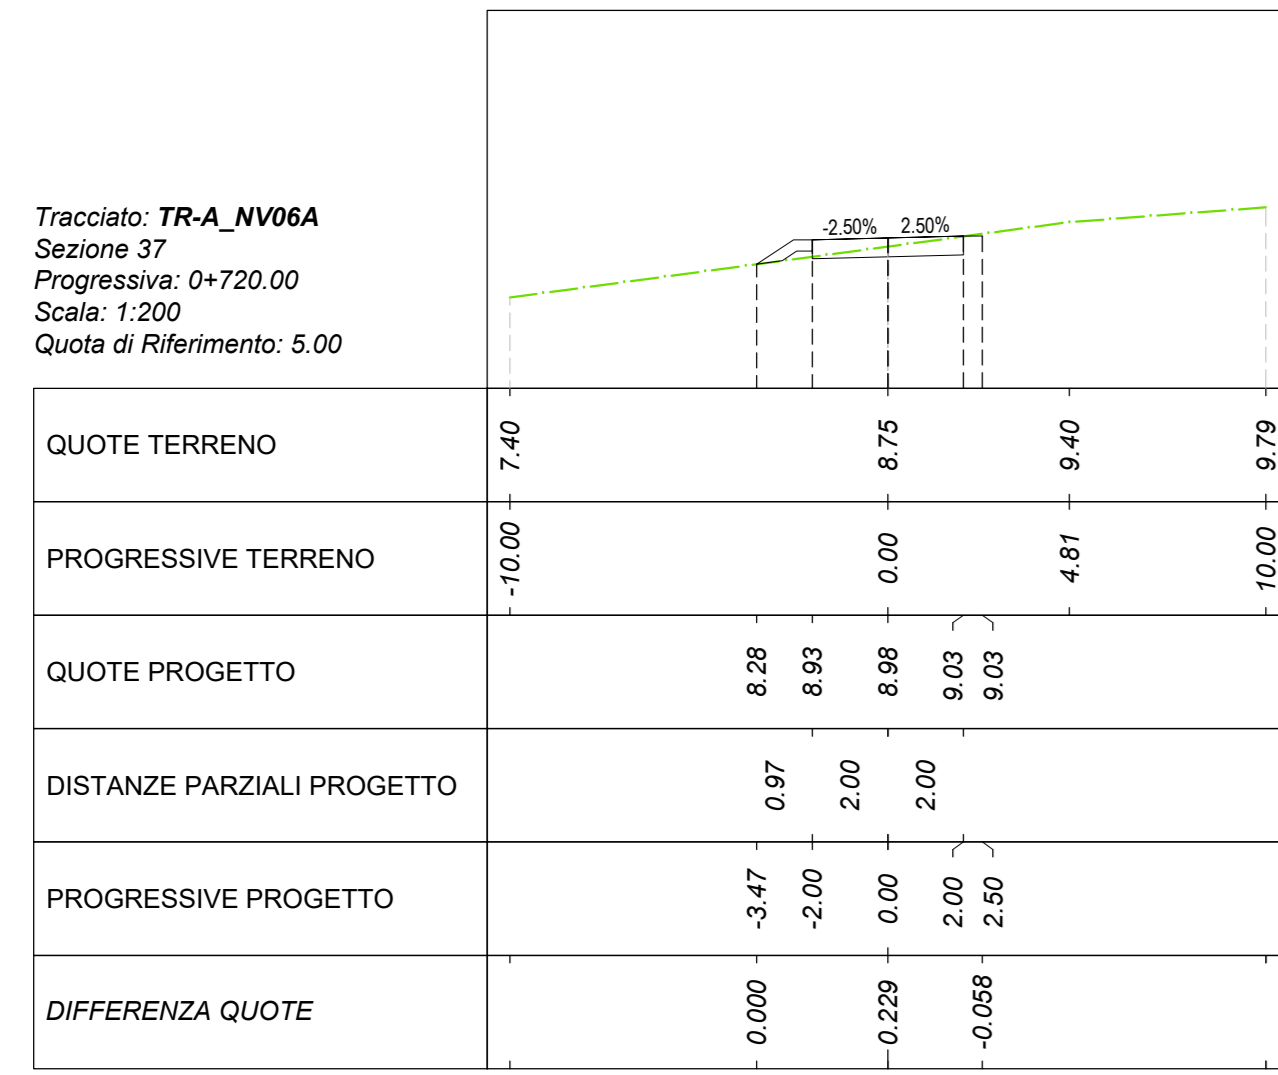 Tracciato: TR-A_NV06A
Sezione 37
Progressiva: 0+720.00
Scala: 1:200
Quota di Riferimento: 5.00
-2.50% 2.50%
QUOTE TERRENO 7.40 8.75 9.40 9.79
PROGRESSIVE TERRENO -10.00 0.00 4.81 10.00
QUOTE PROGETTO 8.28 8.93 8.98 9.03 9.03
DISTANZE PARZIALI PROGETTO 0.97 2.00 2.00
PROGRESSIVE PROGETTO -3.47 -2.00 0.00 2.00 2.50
DIFFERENZA QUOTE 0.000 0.229 -0.058